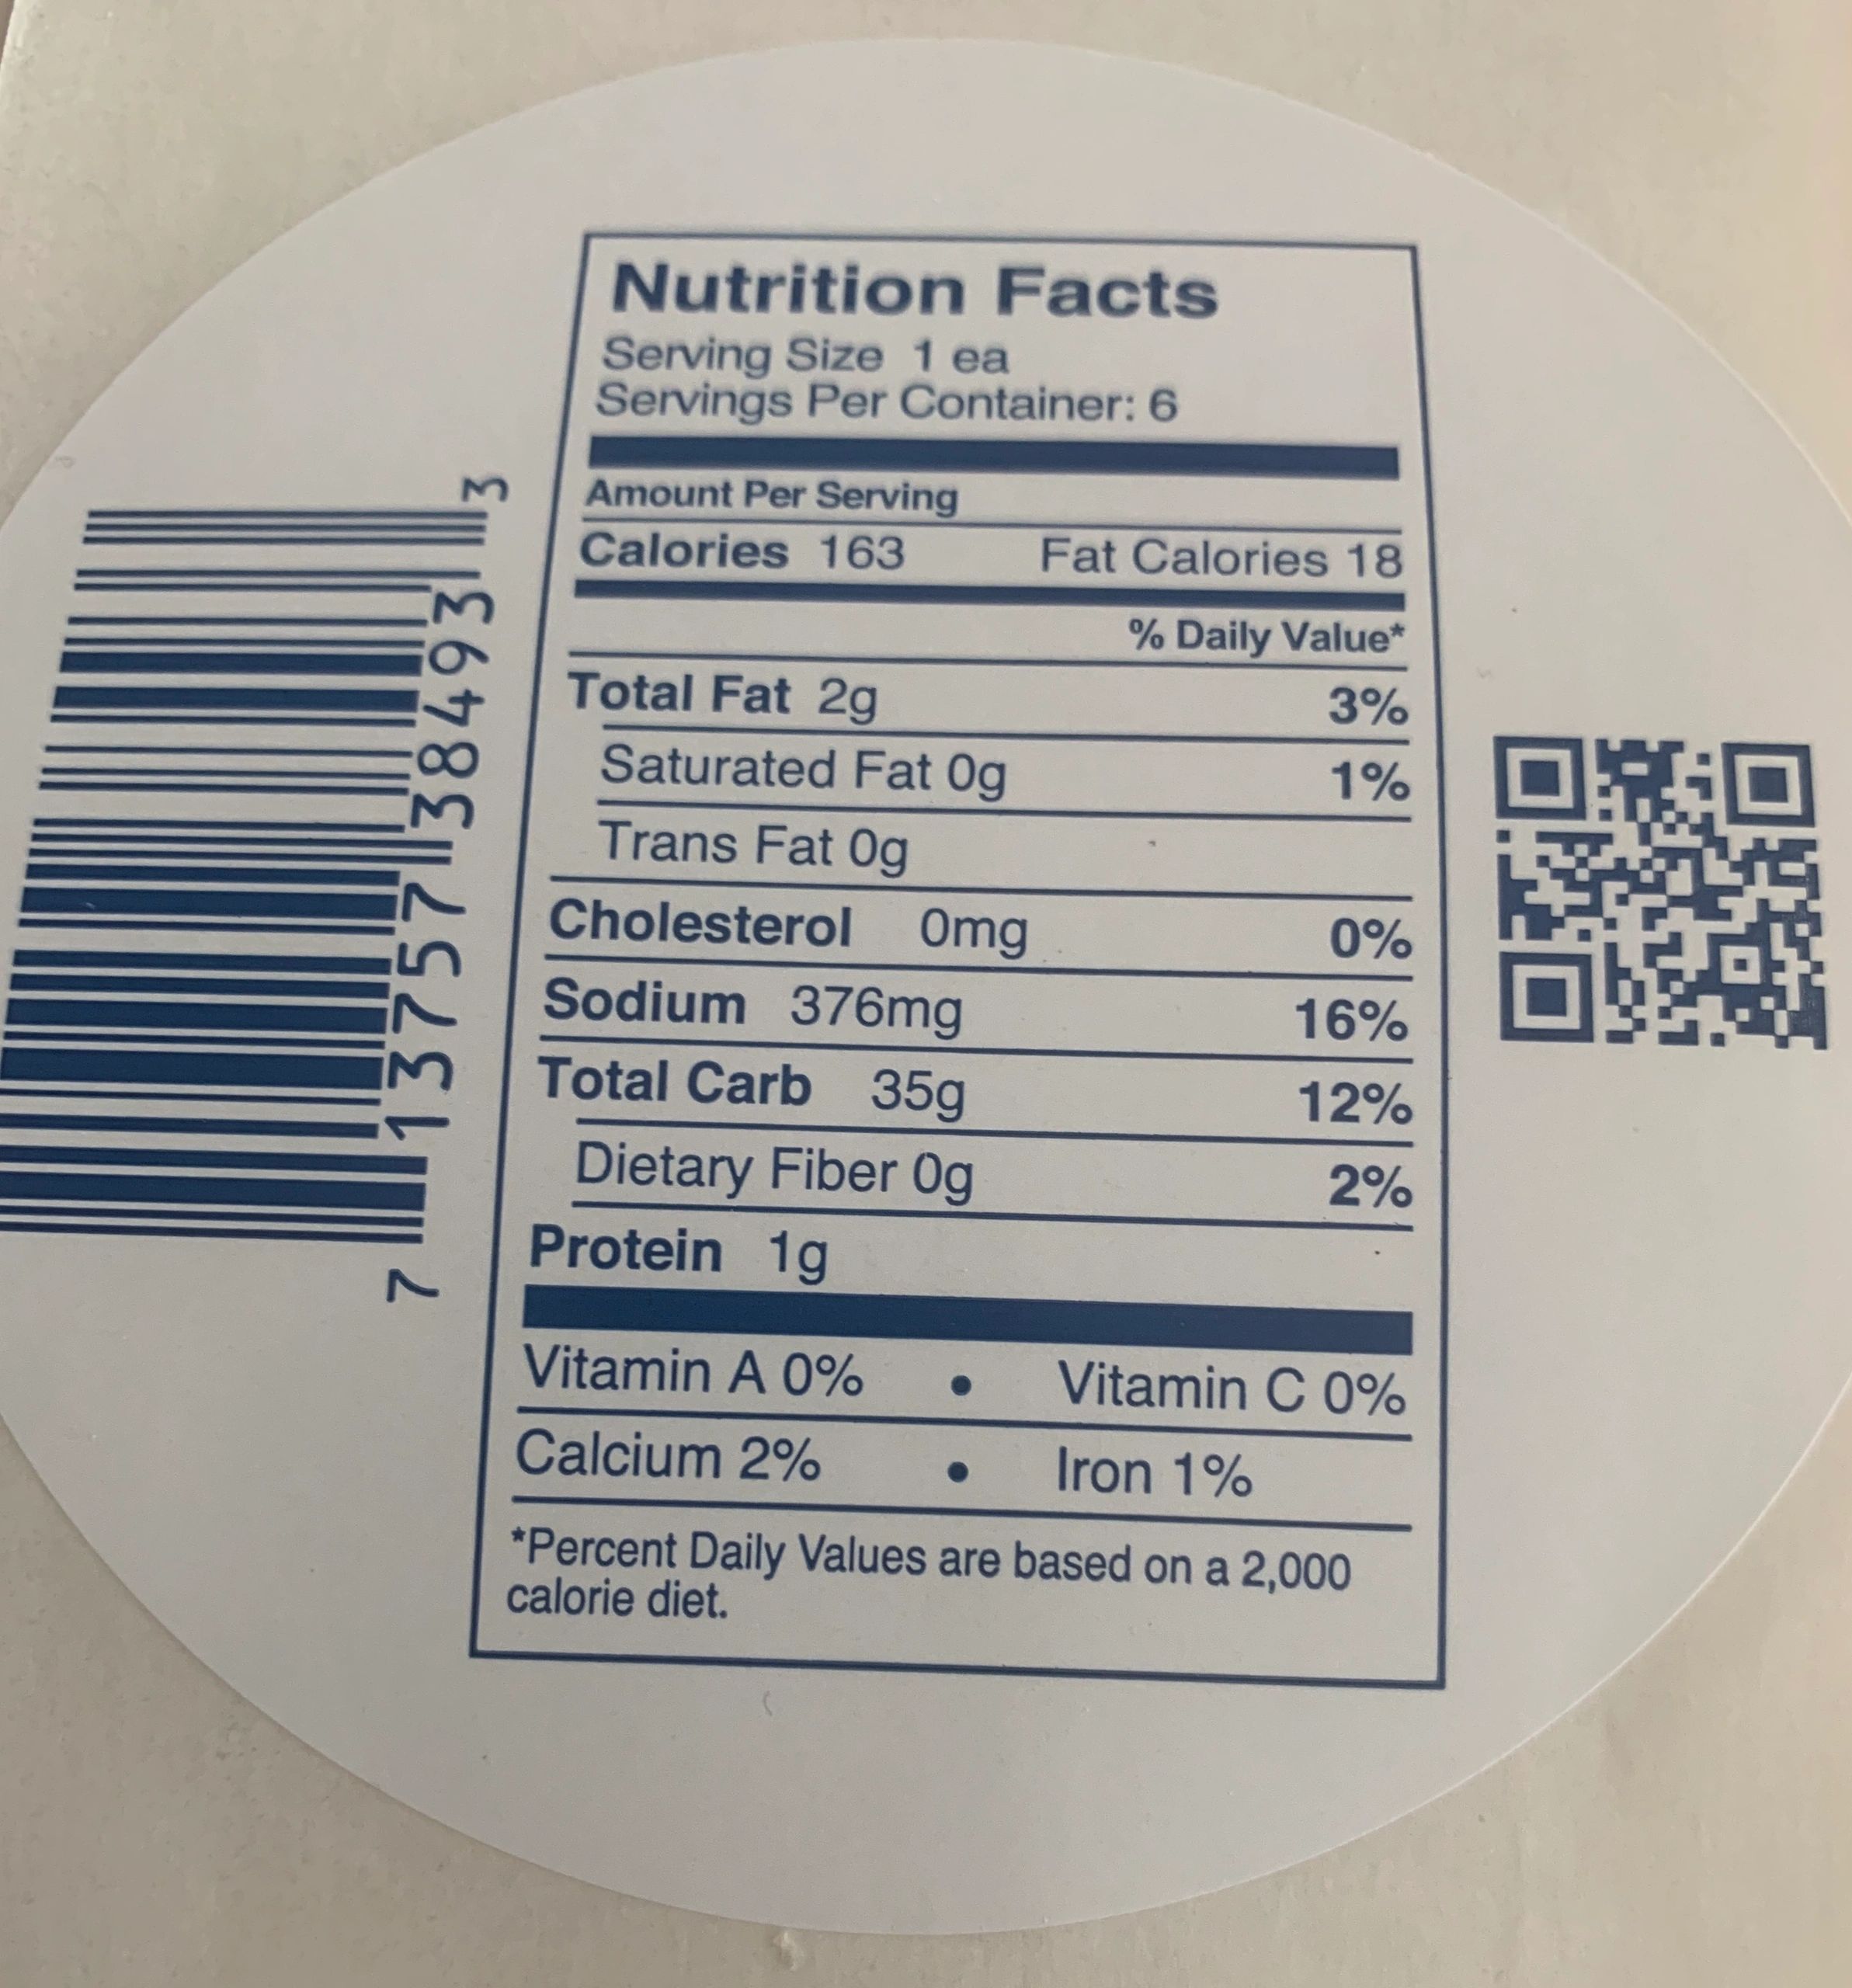 Nutrition Facts
Serving Size 1 ea
Servings Per Container: 6
Amount Per Serving
Calories 163 Fat Calories 18
% Daily Value*
Total Fat 2g 3%
Saturated Fat 0g 1%
Trans Fat 0g
Cholesterol 0mg 0%
Sodium 376mg 16%
Total Carb 35g 12%
Dietary Fiber 0g 2%
Protein 1g
Vitamin A 0% • Vitamin C 0%
Calcium 2% • Iron 1%
*Percent Daily Values are based on a 2,000
calorie diet.
7 13757 38493 3